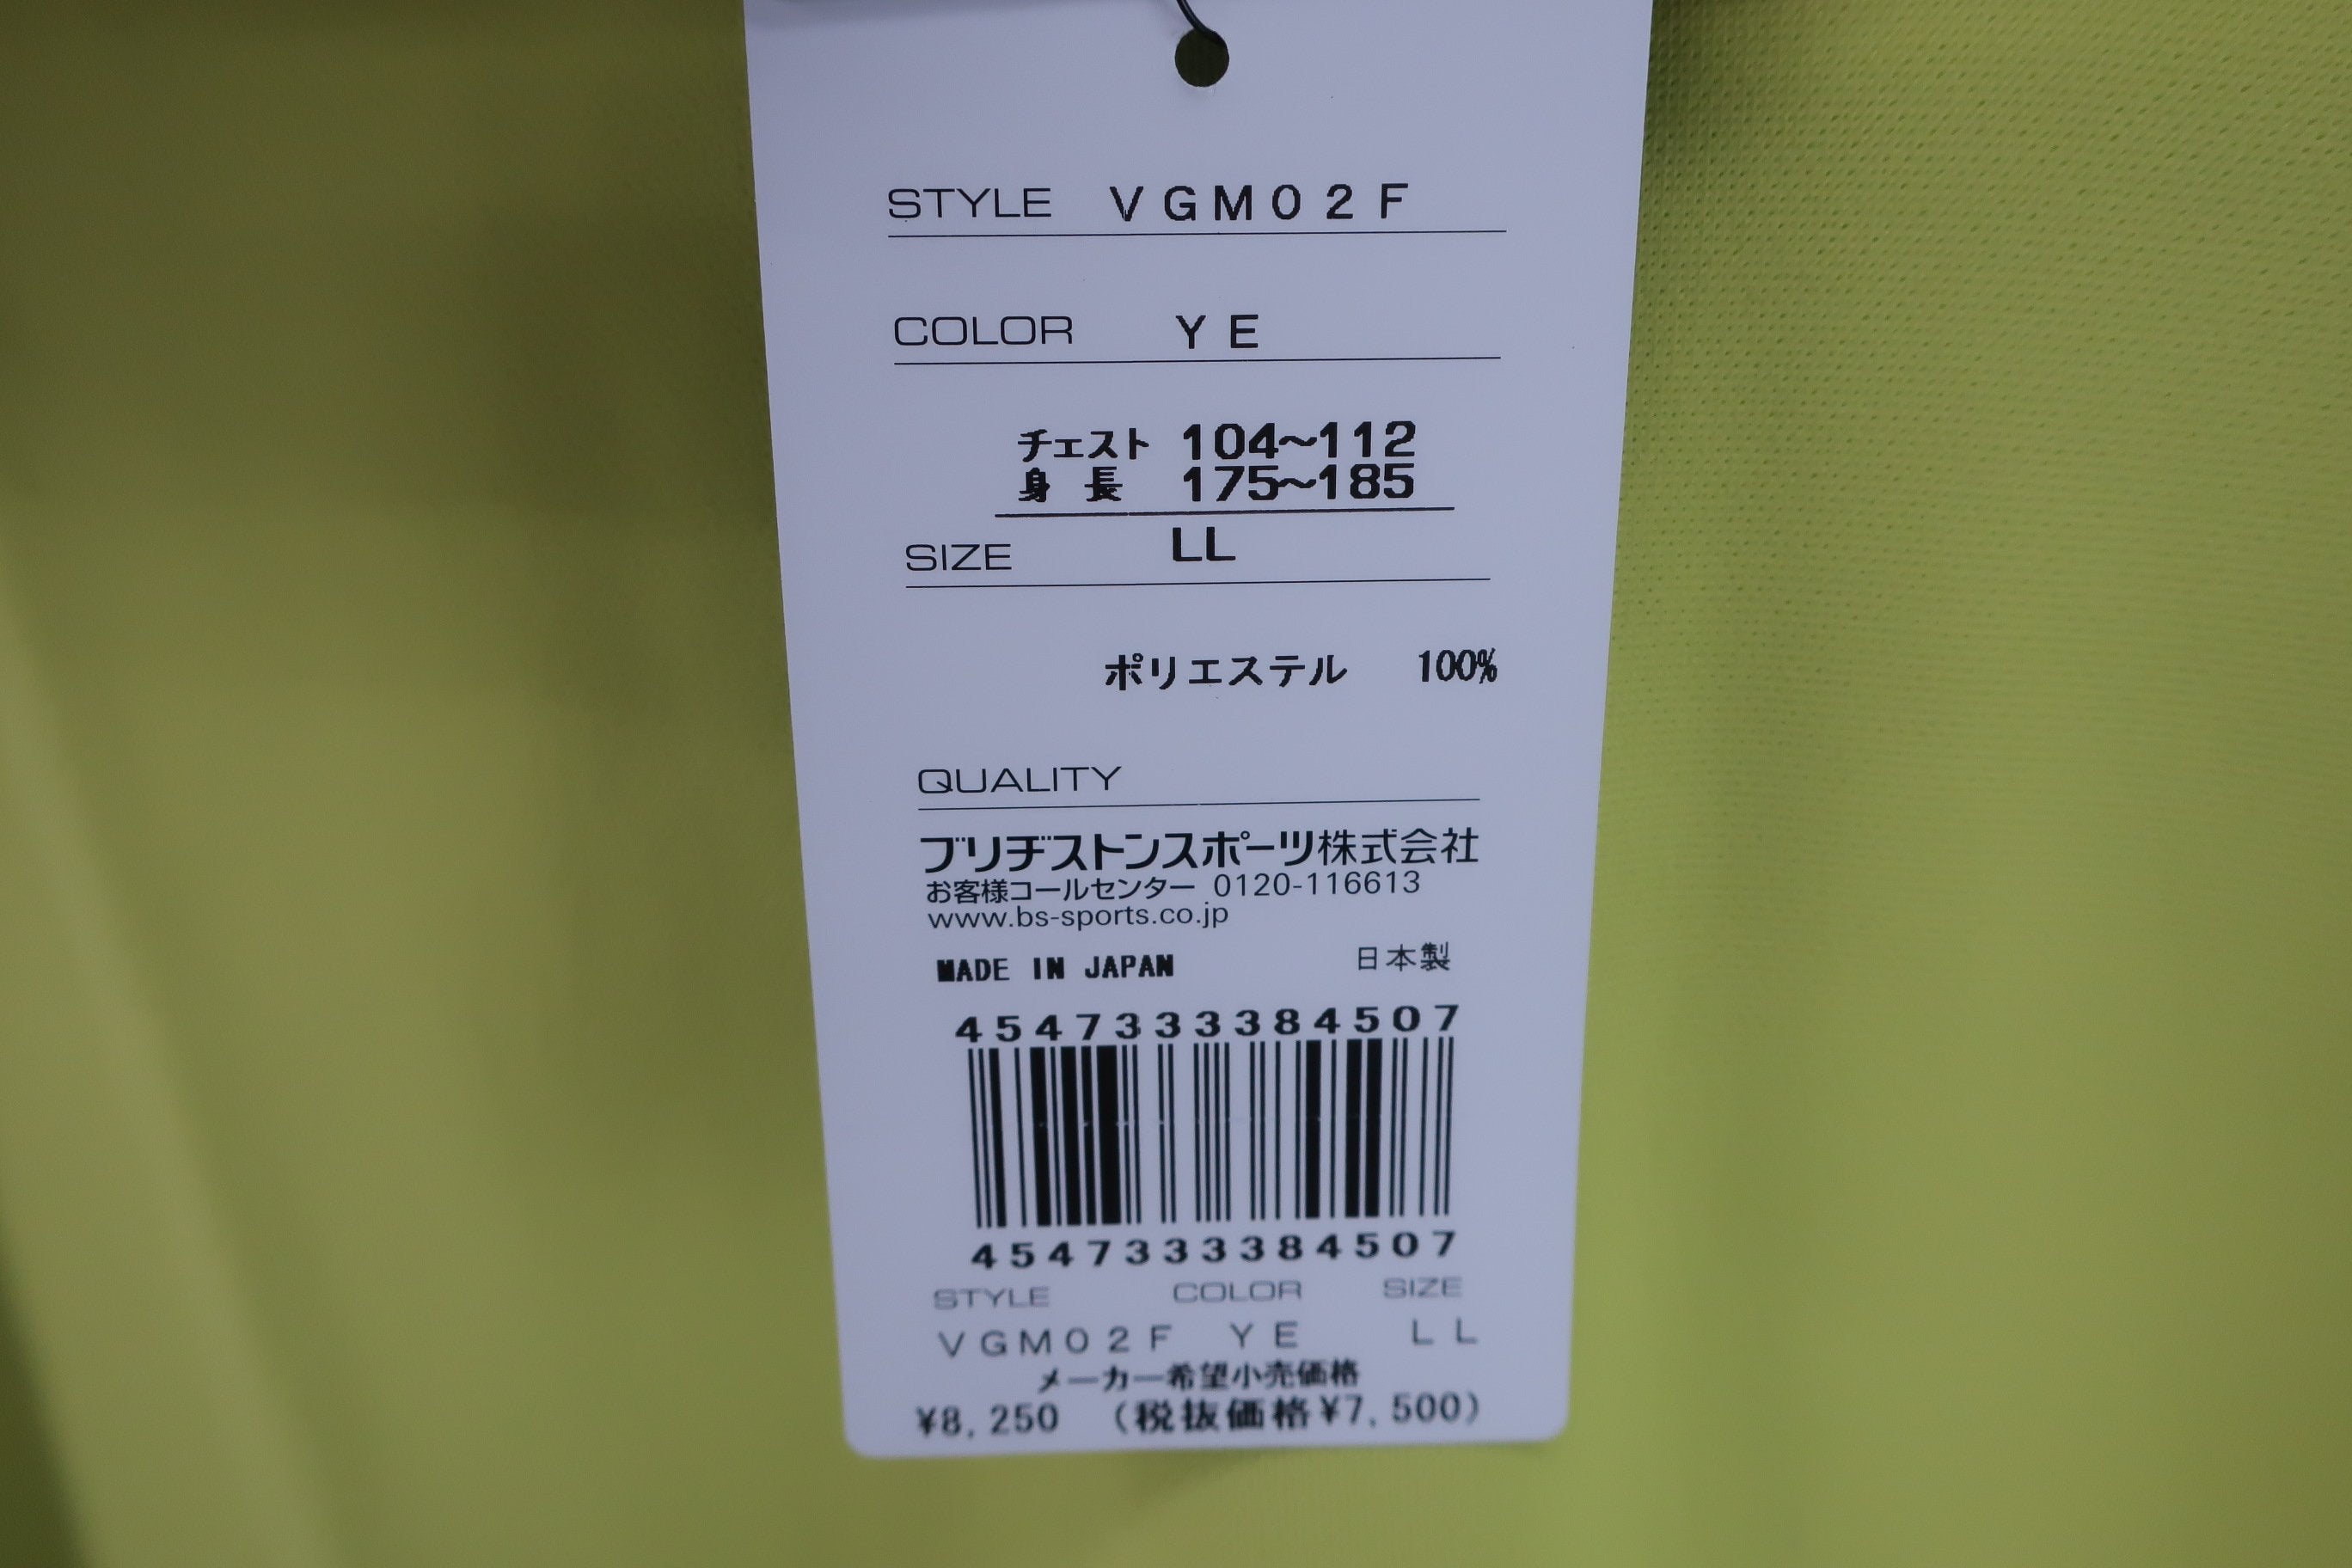 STYLE VGM02F
COLOR YE
チェスト 104～112
身長 175～185
SIZE LL
ポリエステル 100%
QUALITY
ブリヂストンスポーツ株式会社
お客様コールセンター 0120-116613
www.bs-sports.co.jp
MADE IN JAPAN 日本製
4547333384507
4547333384507
STYLE COLOR SIZE
VGM02F YE LL
メーカー希望小売価格
¥8,250 (税抜価格¥7,500)